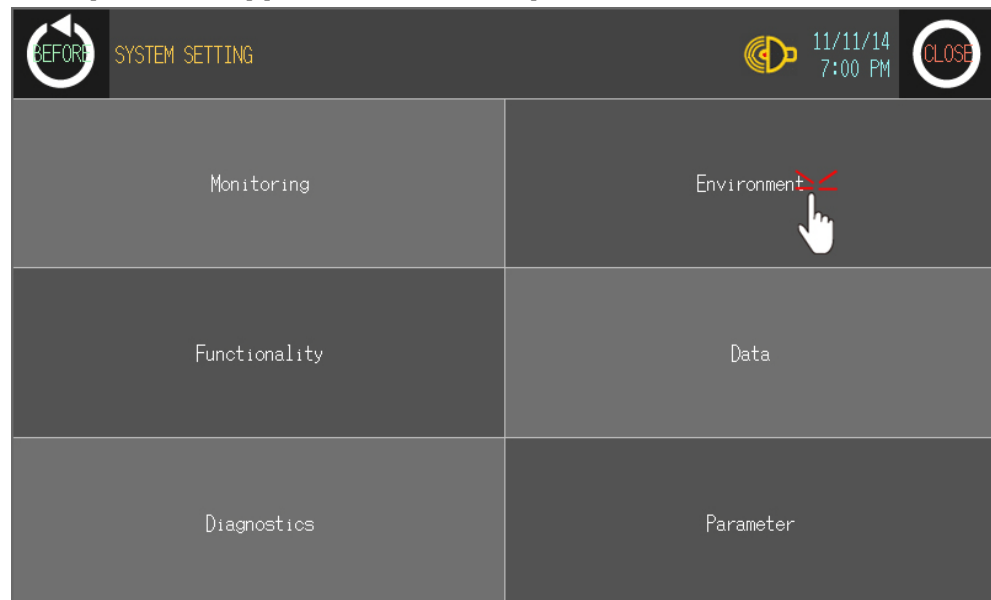 BEFORE
SYSTEM SETTING
11/11/14
7:00 PM
CLOSE
Monitoring
Environment
Functionality
Data
Diagnostics
Parameter